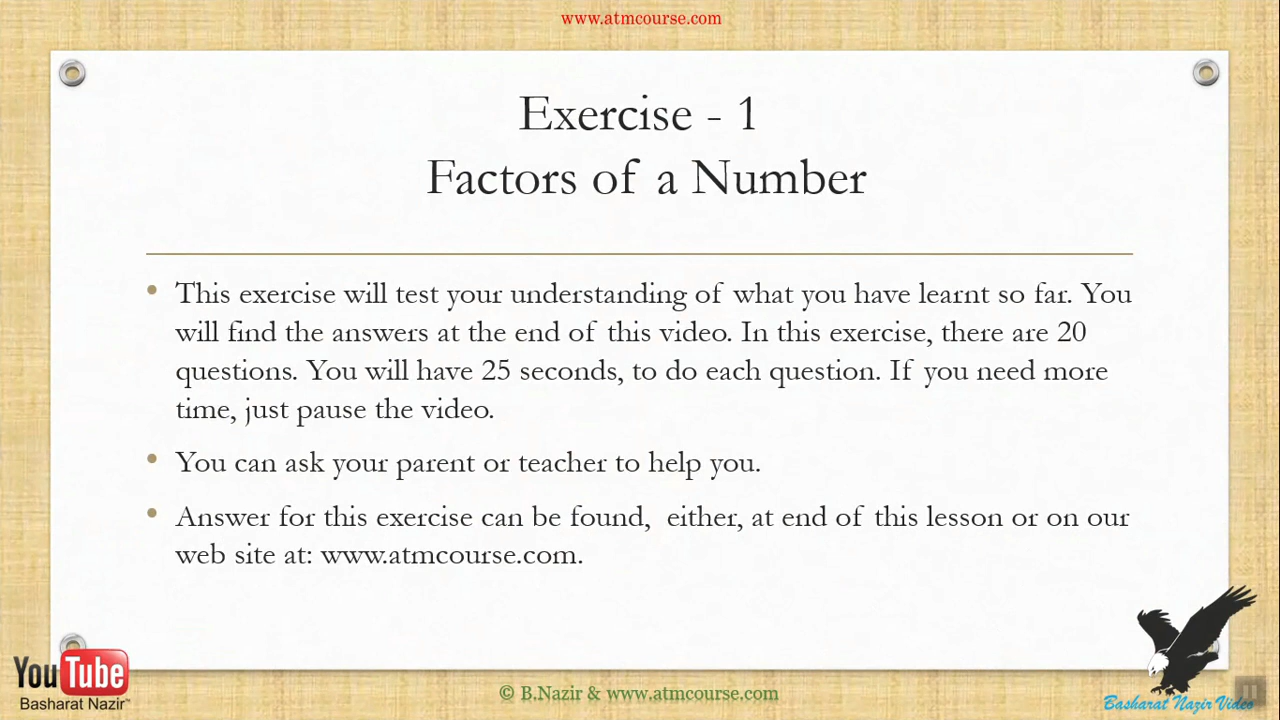 www.atmcourse.com
Exercise - 1
Factors of a Number
• This exercise will test your understanding of what you have learnt so far. You
will find the answers at the end of this video. In this exercise, there are 20
questions. You will have 25 seconds, to do each question. If you need more
time, just pause the video.
• You can ask your parent or teacher to help you.
• Answer for this exercise can be found, either, at end of this lesson or on our
web site at: www.atmcourse.com.
YouTube
Basharat Nazir™
© B.Nazir & www.atmcourse.com
Basharat Nazir Video